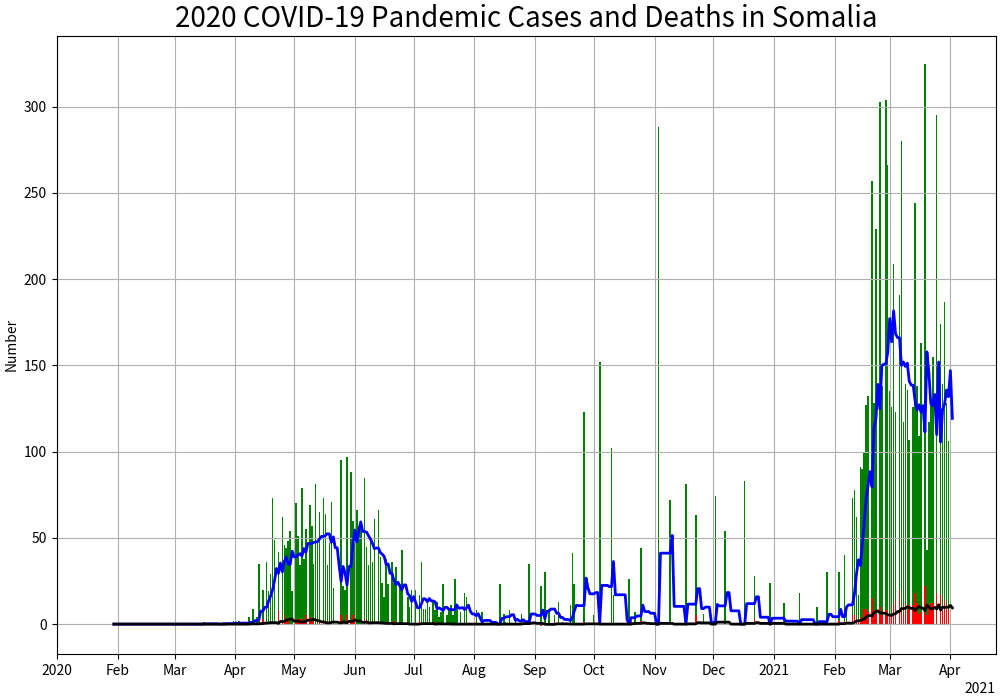 2020 COVID-19 Pandemic Cases and Deaths in Somalia
300
250
200
150
100
50
0
Number
2020 Feb Mar Apr May Jun Jul Aug Sep Oct Nov Dec 2021 Feb Mar Apr
2021